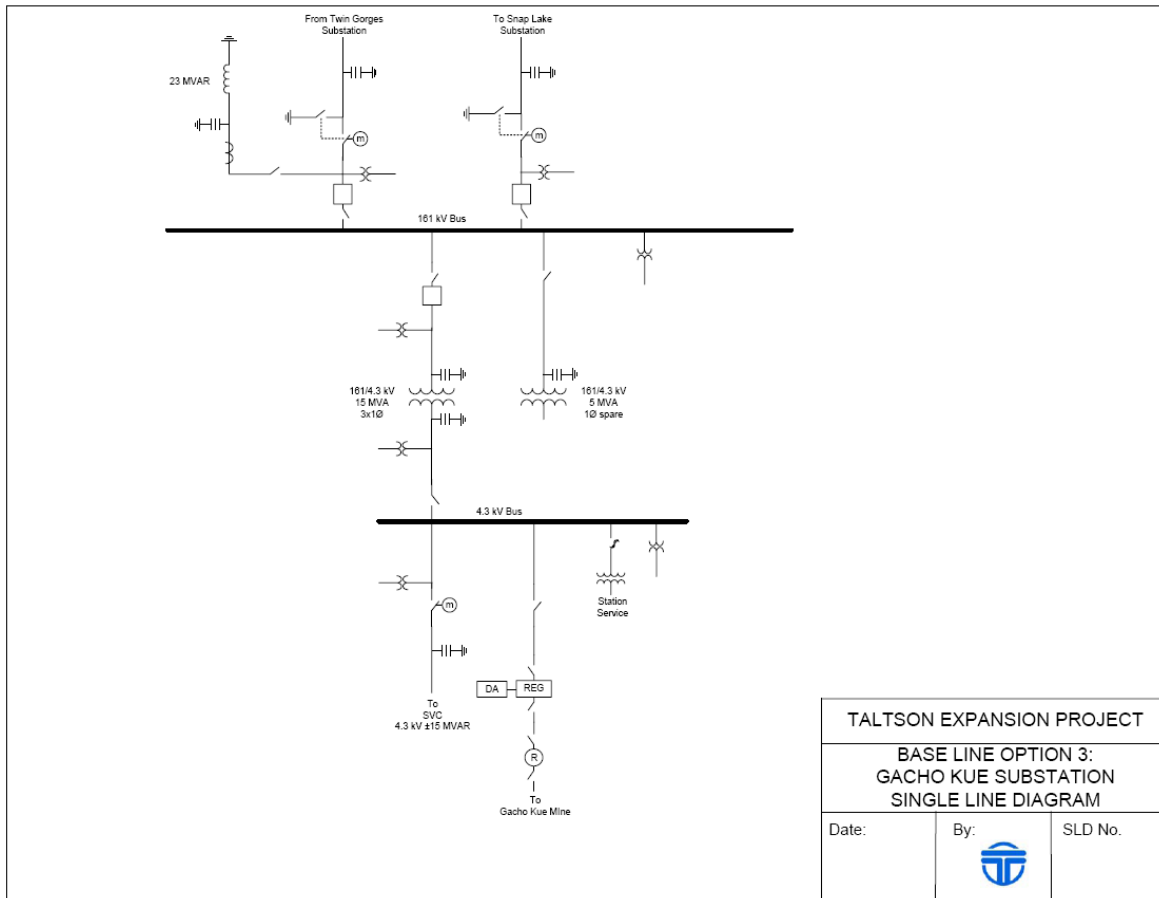 From Twin Gorges
Substation
To Snap Lake
Substation
23 MVAR
m
m
161 kV Bus
161/4.3 kV
15 MVA
3x1Ø
161/4.3 kV
5 MVA
1Ø spare
4.3 kV Bus
m
Station
Service
DA
REG
To
SVC
4.3 kV ±15 MVAR
R
To
Gacho Kue Mine
TALTSON EXPANSION PROJECT
BASE LINE OPTION 3:
GACHO KUE SUBSTATION
SINGLE LINE DIAGRAM
Date:
By:
SLD No.